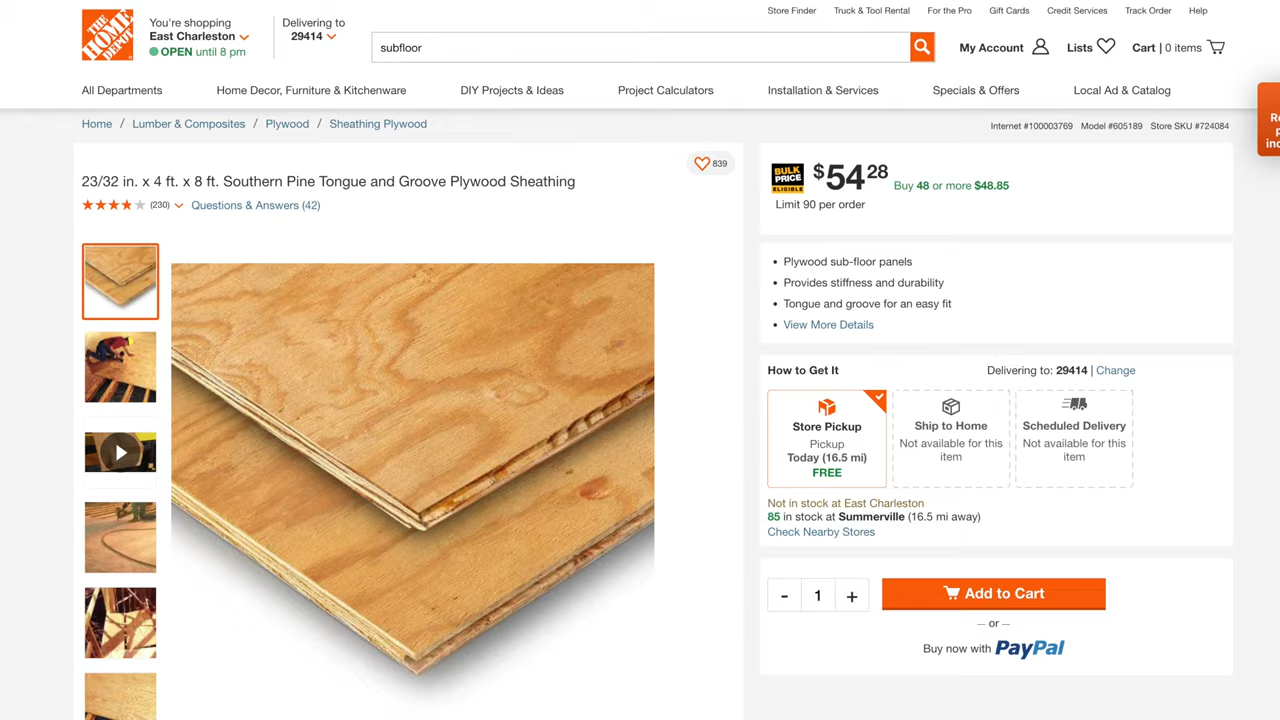 Store Finder Truck & Tool Rental For the Pro Gift Cards Credit Services Track Order Help
THE HOME DEPOT
You're shopping
East Charleston
OPEN until 8 pm
Delivering to
29414
subfloor
My Account
Lists
Cart | 0 items
All Departments Home Decor, Furniture & Kitchenware DIY Projects & Ideas Project Calculators Installation & Services Specials & Offers Local Ad & Catalog
Home / Lumber & Composites / Plywood / Sheathing Plywood
Internet #100003769 Model #605189 Store SKU #724084
839
23/32 in. x 4 ft. x 8 ft. Southern Pine Tongue and Groove Plywood Sheathing
(230) Questions & Answers (42)
BULK PRICE ELIGIBLE
$54 28
Buy 48 or more $48.85
Limit 90 per order
• Plywood sub-floor panels
• Provides stiffness and durability
• Tongue and groove for an easy fit
• View More Details
How to Get It
Delivering to: 29414 | Change
Store Pickup
Pickup
Today (16.5 mi)
FREE
Ship to Home
Not available for this
item
Scheduled Delivery
Not available for this
item
Not in stock at East Charleston
85 in stock at Summerville (16.5 mi away)
Check Nearby Stores
- 1 +
Add to Cart
— or —
Buy now with PayPal